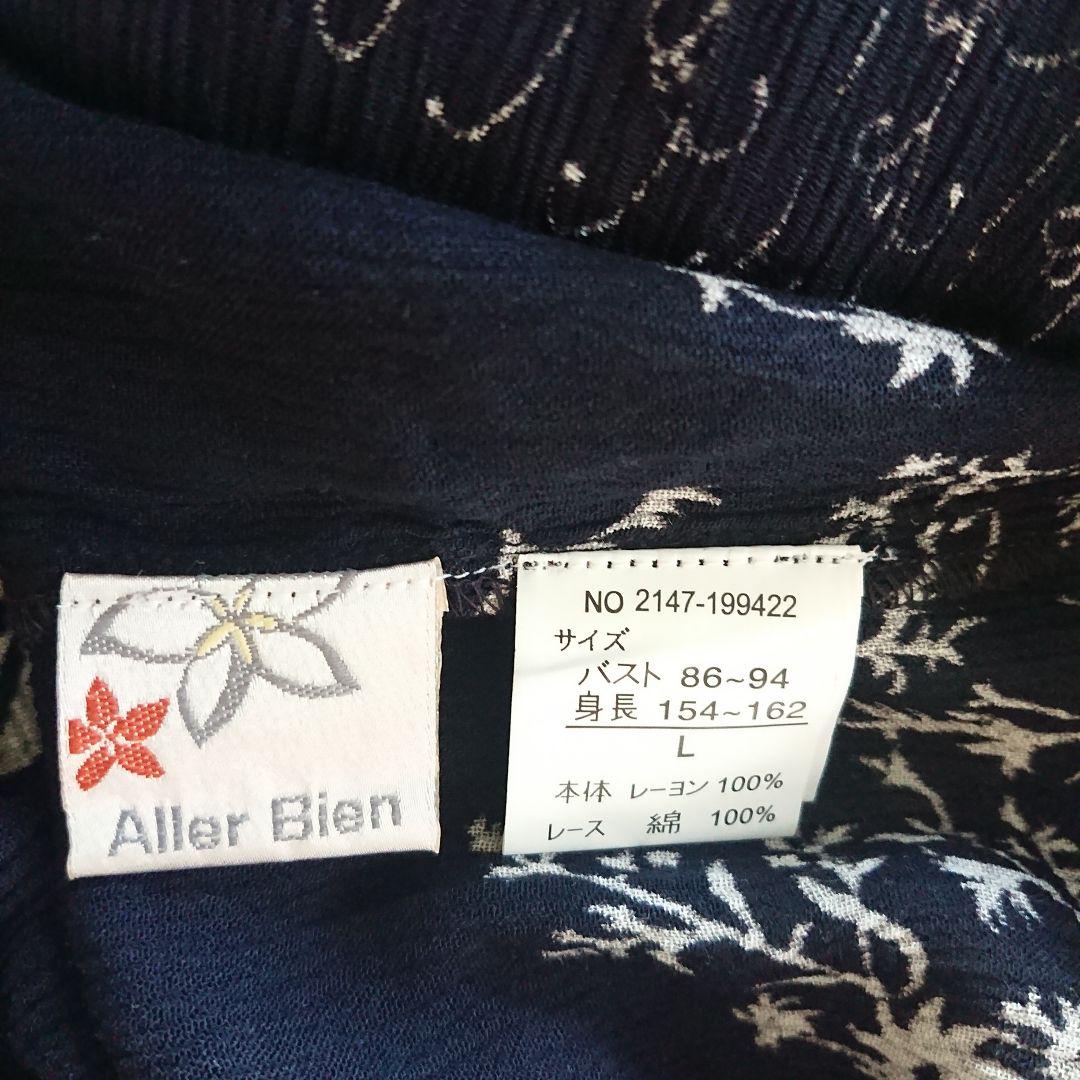 Aller Bien
NO 2147-199422
サイズ
バスト 86~94
身長 154~162
L
本体 レーヨン 100%
レース 綿 100%